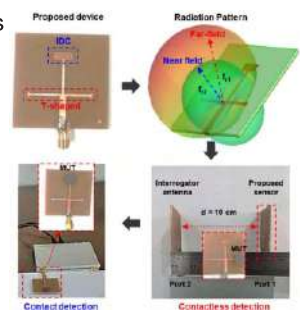 s
Proposed device
IDC
T-shaped
Radiation Pattern
Far-field
Near field
Interrogator
antenna
Proposed
sensor
d = 10 cm
MUT
Port 2
Port 1
Contactless detection
MUT
Contact detection